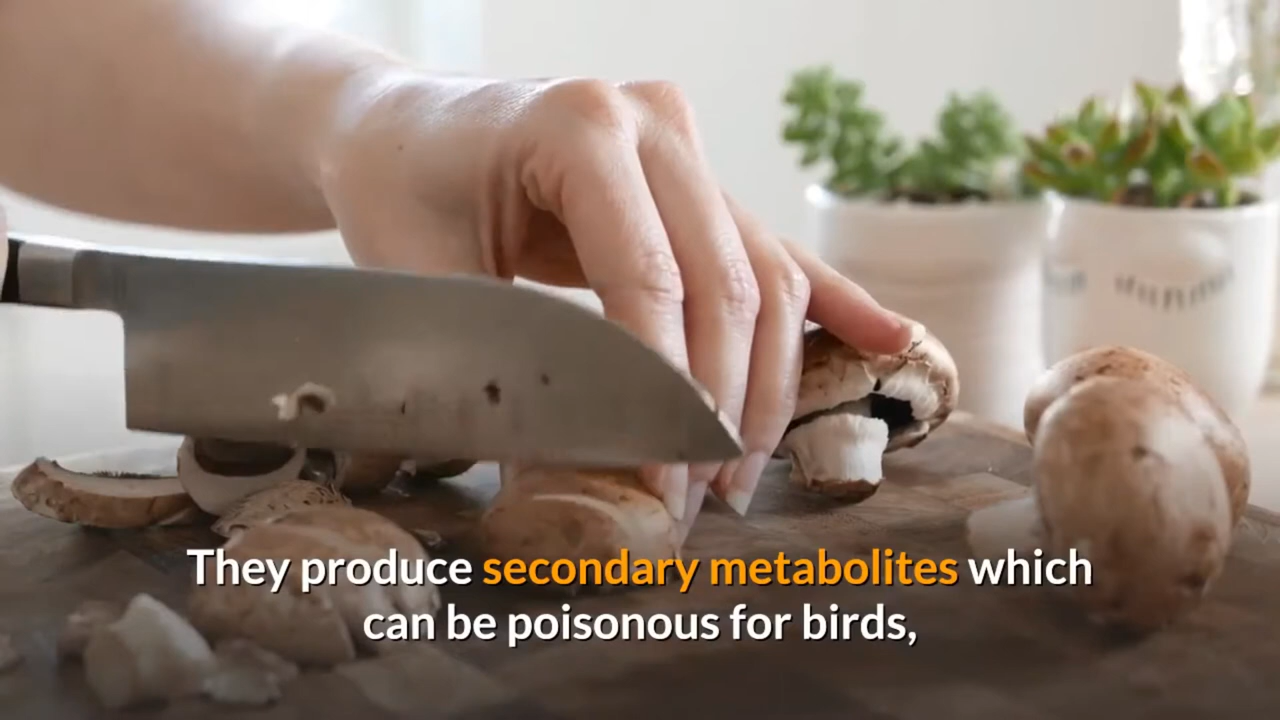 They produce secondary metabolites which
can be poisonous for birds,